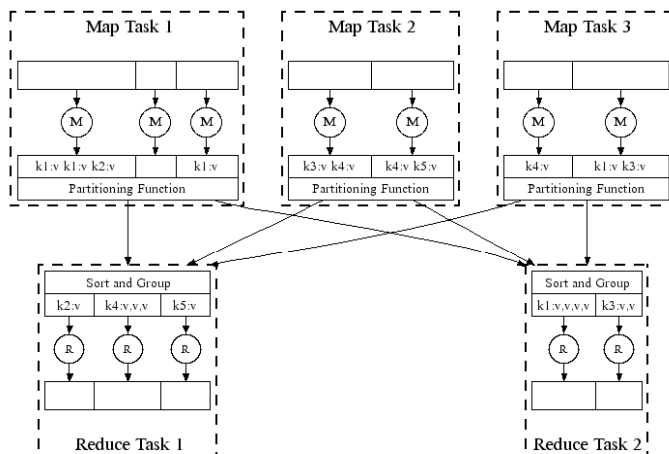 Map Task 1 Map Task 2 Map Task 3
M M M M M M M
k1:v k1:v k2:v k1:v k3:v k4:v k4:v k5:v k4:v k1:v k3:v
Partitioning Function Partitioning Function Partitioning Function
Sort and Group Sort and Group
k2:v k4:v,v,v k5:v k1:v,v,v,v k3:v,v
R R R R R
Reduce Task 1 Reduce Task 2